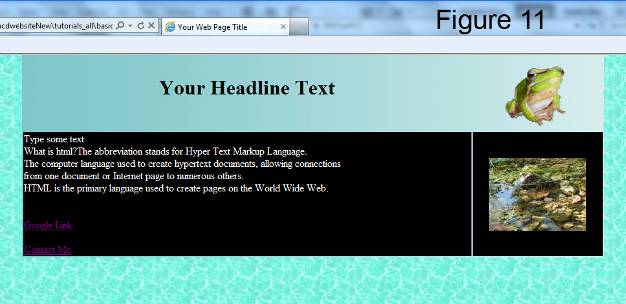 Figure 11
acdwebsiteNew\tutorials_all\basic
Your Web Page Title
Your Headline Text
Type some text
What is html?The abbreviation stands for Hyper Text Markup Language.
The computer language used to create hypertext documents, allowing connections
from one document or Internet page to numerous others.
HTML is the primary language used to create pages on the World Wide Web.
Google Link
Contact Me